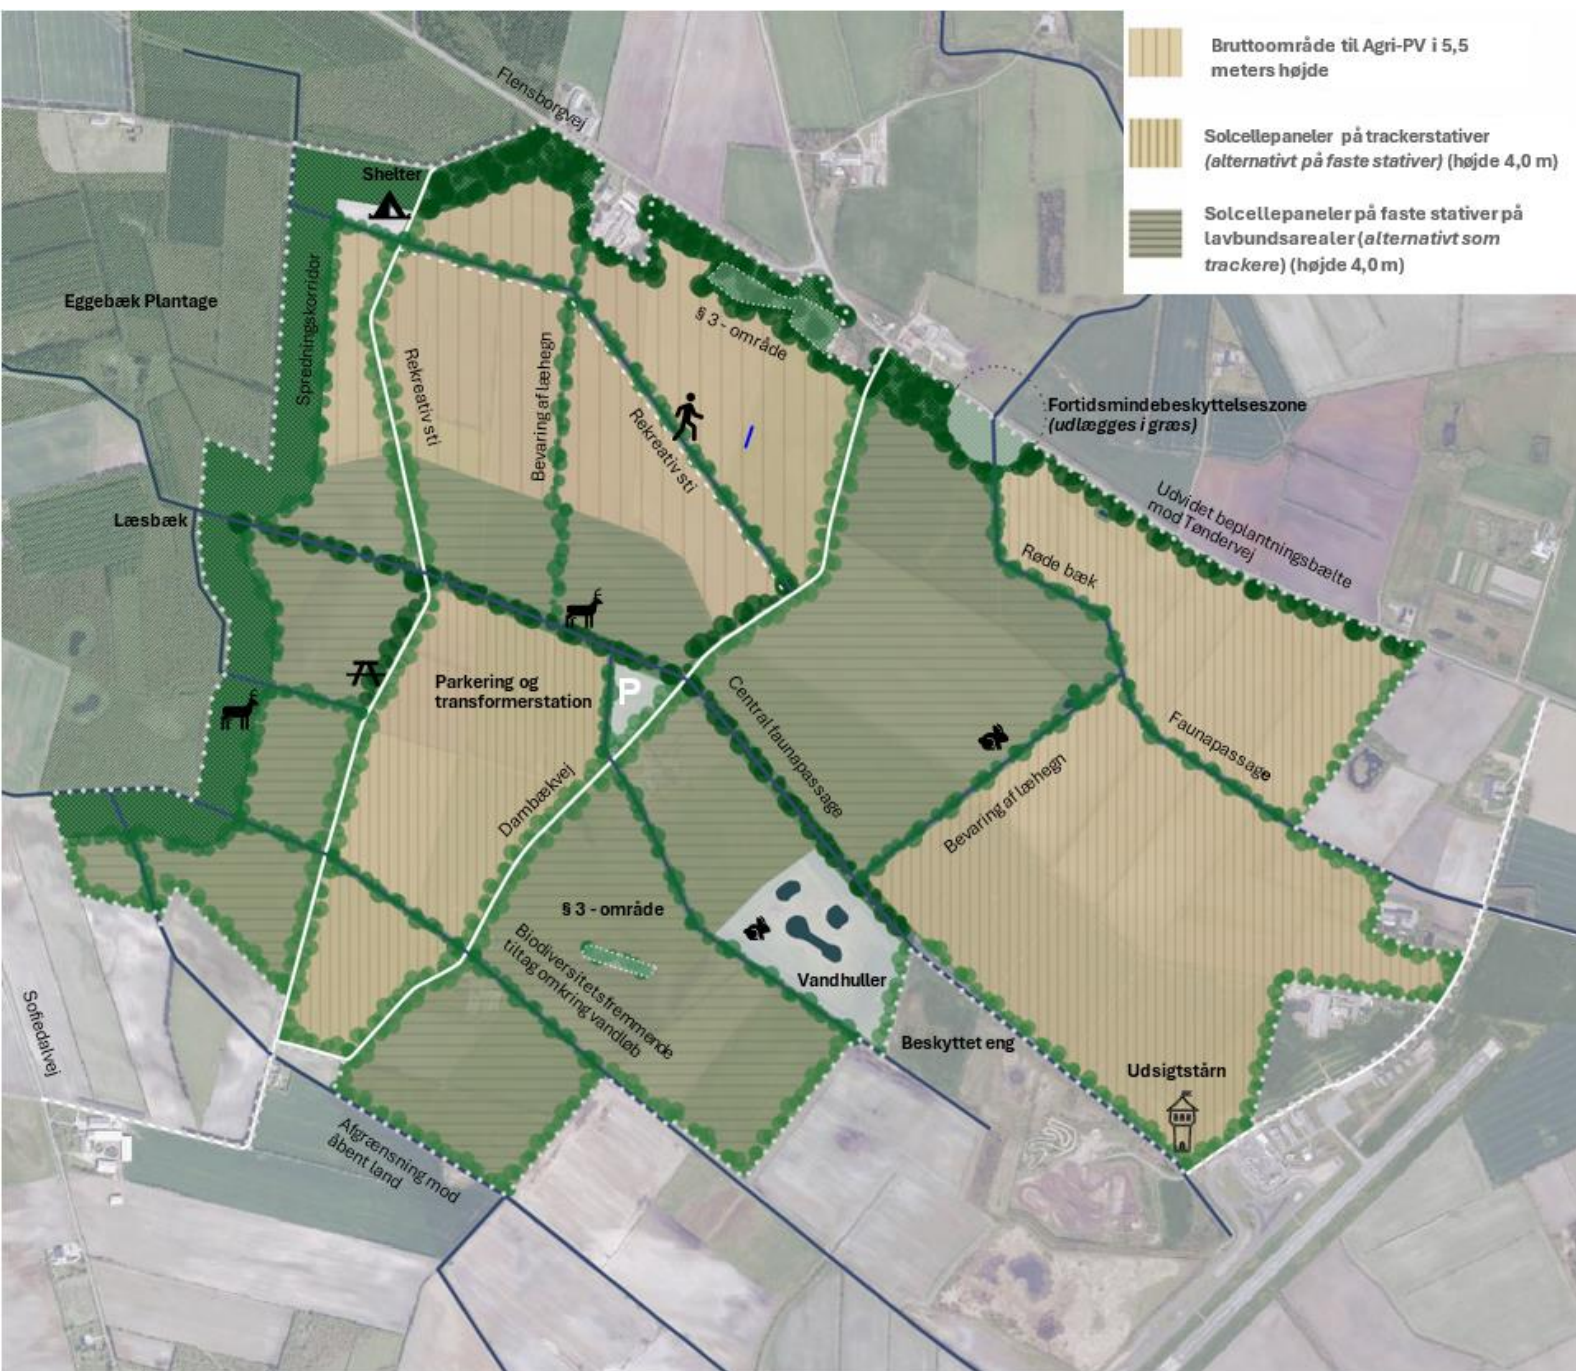 Bruttoområde til Agri-PV i 5,5
meters højde
Solcellepaneler på trackerstativer
(alternativt på faste stativer) (højde 4,0 m)
Solcellepaneler på faste stativer på
lavbundsarealer (alternativt som
trackere) (højde 4,0 m)
Flensborgvej
Shelter
Eggebæk Plantage
Spredningskorridor
Rekreativ sti
Bevaring af læhegn
§ 3 - område
Rekreativ sti
Fortidsmindebeskyttelseszone
(udlægges i græs)
Udvidet beplantningsbælte
mod Tøndervej
Læsbæk
Røde bæk
Parkering og
transformerstation
P
Central faunapassage
Faunapassage
Dambækvej
Bevaring af læhegn
§ 3 - område
Biodiversitetsfremmende
tiltag omkring vandløb
Vandhuller
Beskyttet eng
Sofiedalvej
Udsigtstårn
Afgrænsning mod
åbent land